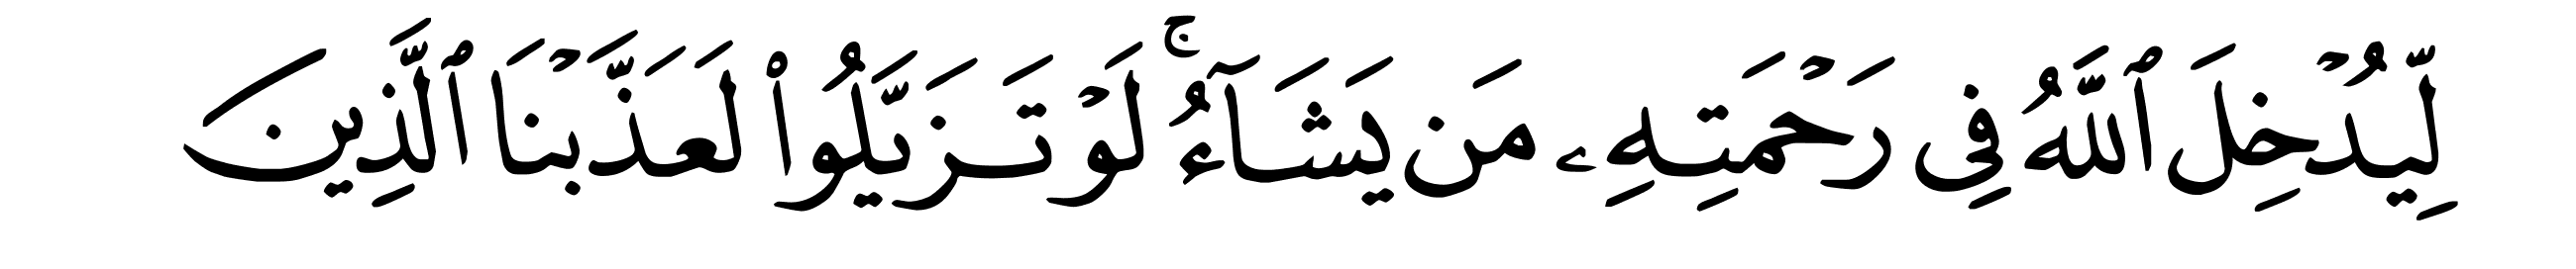 لِّيُدۡخِلَ ٱللَّهُ فِي رَحۡمَتِهِۦ مَن يَشَآءُۚ لَوۡ تَزَيَّلُواْ لَعَذَّبۡنَا ٱلَّذِينَ